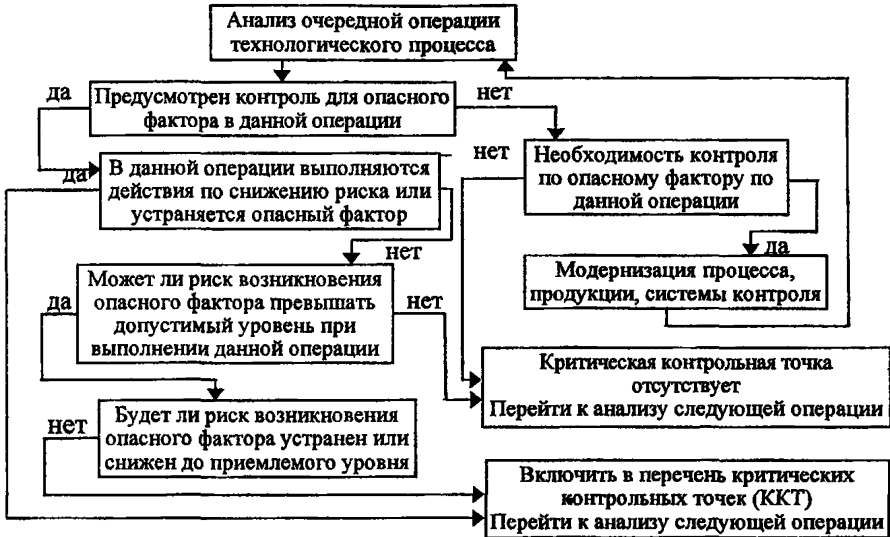 Анализ очередной операции
технологического процесса
да
Предусмотрен контроль для опасного
фактора в данной операции
нет
да
В данной операции выполняются
действия по снижению риска или
устраняется опасный фактор
нет
Необходимость контроля
по опасному фактору по
данной операции
нет
да
Может ли риск возникновения
опасного фактора превышать
допустимый уровень при
выполнении данной операции
да
нет
Модернизация процесса,
продукции, системы контроля
Критическая контрольная точка
отсутствует
Перейти к анализу следующей операции
нет
Будет ли риск возникновения
опасного фактора устранен или
снижен до приемлемого уровня
Включить в перечень критических
контрольных точек (ККТ)
Перейти к анализу следующей операции